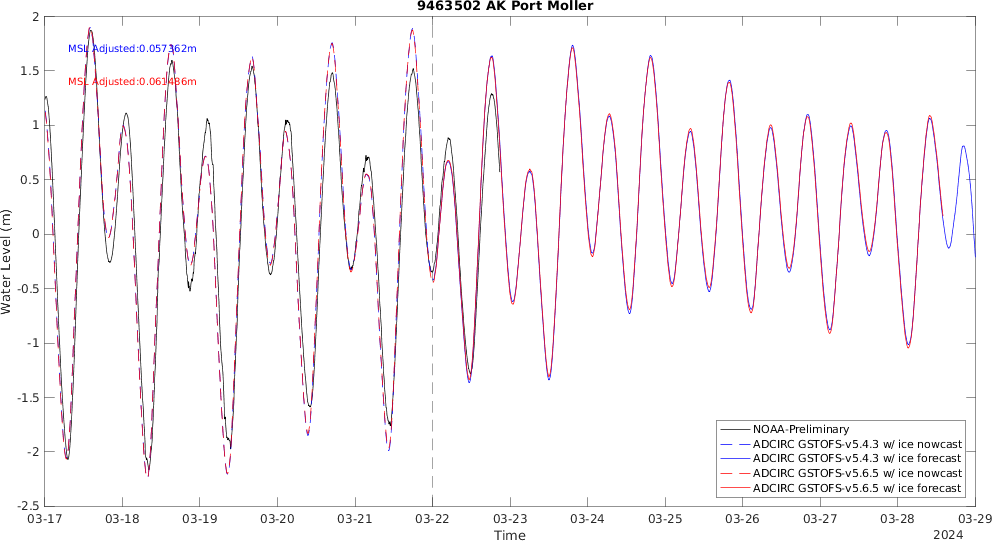 9463502 AK Port Moller
MSL Adjusted:0.057362m
MSL Adjusted:0.061486m
Water Level (m)
2
1.5
1
0.5
0
-0.5
-1
-1.5
-2
-2.5
NOAA-Preliminary
ADCIRC GSTOFS-v5.4.3 w/ ice nowcast
ADCIRC GSTOFS-v5.4.3 w/ ice forecast
ADCIRC GSTOFS-v5.6.5 w/ ice nowcast
ADCIRC GSTOFS-v5.6.5 w/ ice forecast
03-17 03-18 03-19 03-20 03-21 03-22 03-23 03-24 03-25 03-26 03-27 03-28 03-29
Time
2024